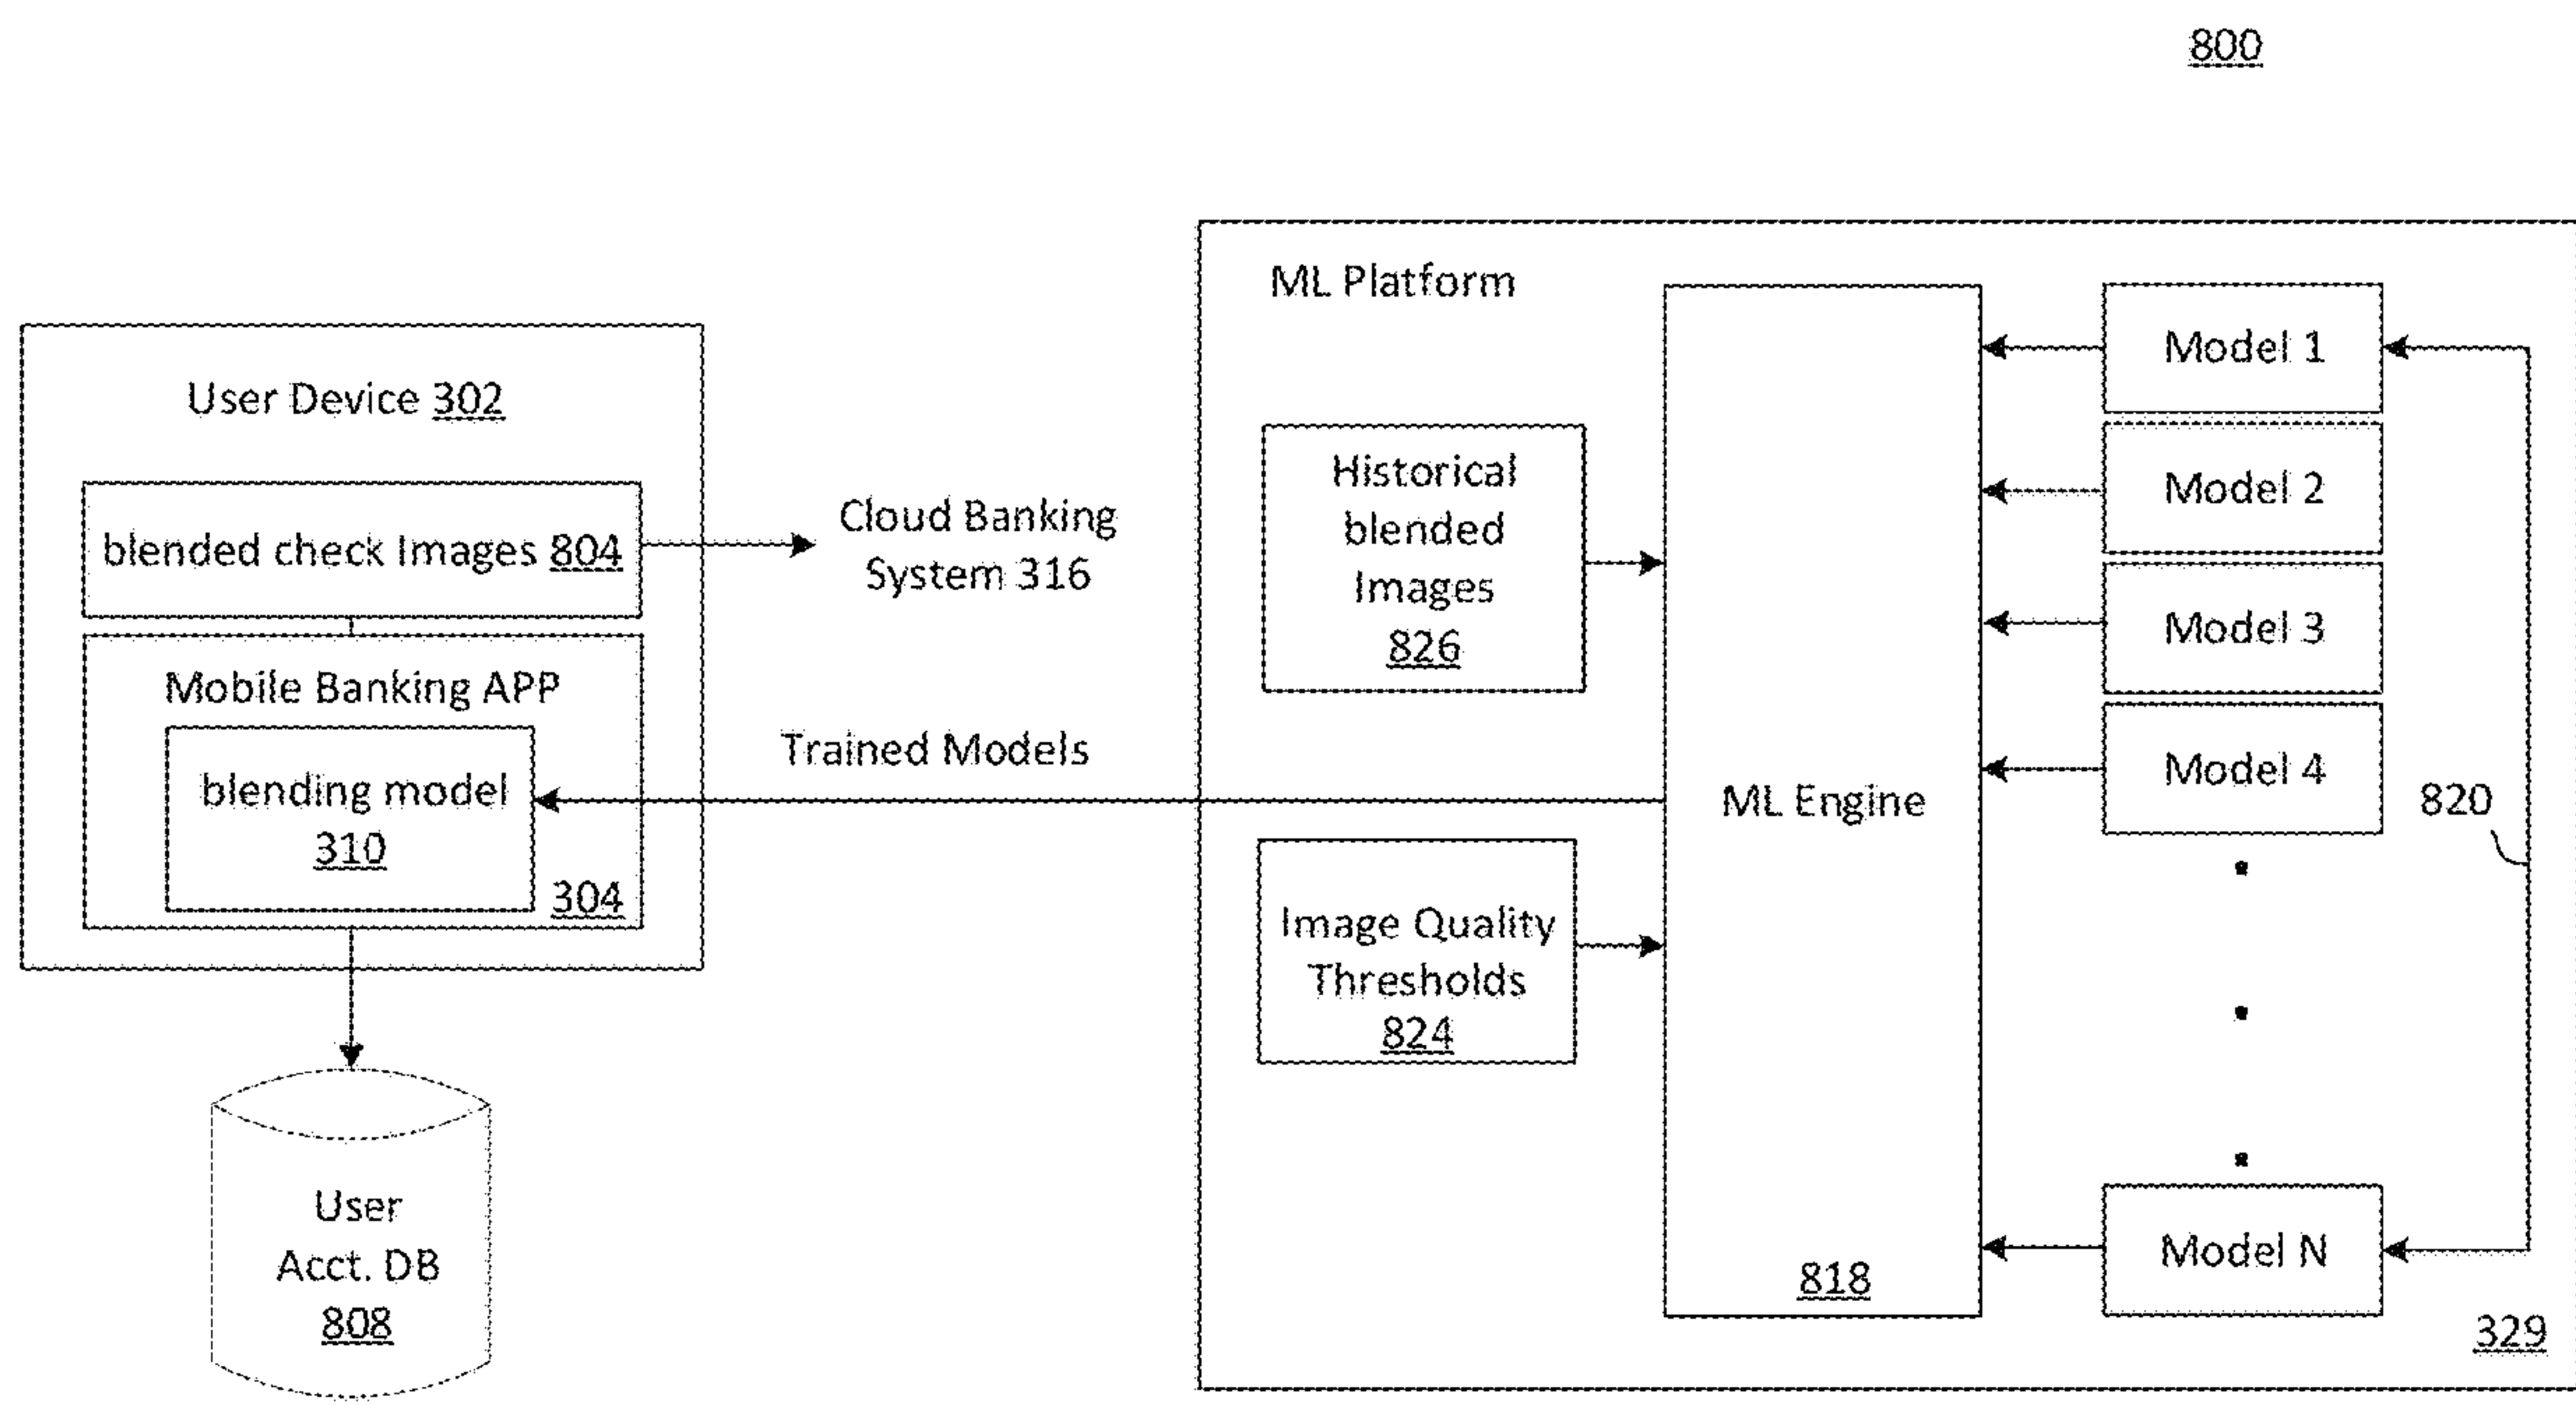 800
User Device 302
blended check Images 804
Mobile Banking APP
blending model
310
304
User
Acct. DB
808
Cloud Banking
System 316
Trained Models
ML Platform
Historical
blended
Images
826
Image Quality
Thresholds
824
ML Engine
818
Model 1
Model 2
Model 3
Model 4
Model N
820
329